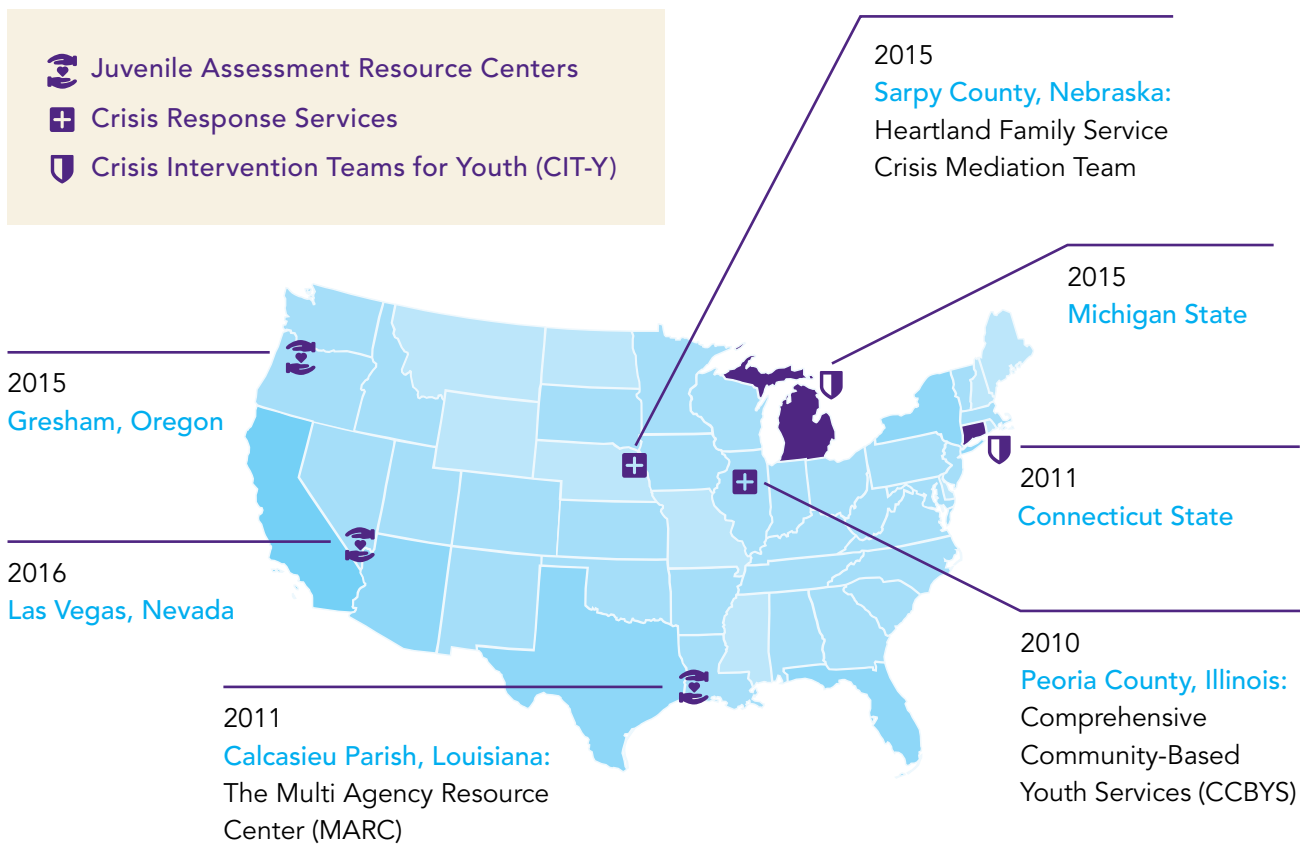 Juvenile Assessment Resource Centers
Crisis Response Services
Crisis Intervention Teams for Youth (CIT-Y)
2015
Sarpy County, Nebraska:
Heartland Family Service
Crisis Mediation Team
2015
Michigan State
2015
Gresham, Oregon
2011
Connecticut State
2016
Las Vegas, Nevada
2010
Peoria County, Illinois:
Comprehensive
Community-Based
Youth Services (CCBYS)
2011
Calcasieu Parish, Louisiana:
The Multi Agency Resource
Center (MARC)